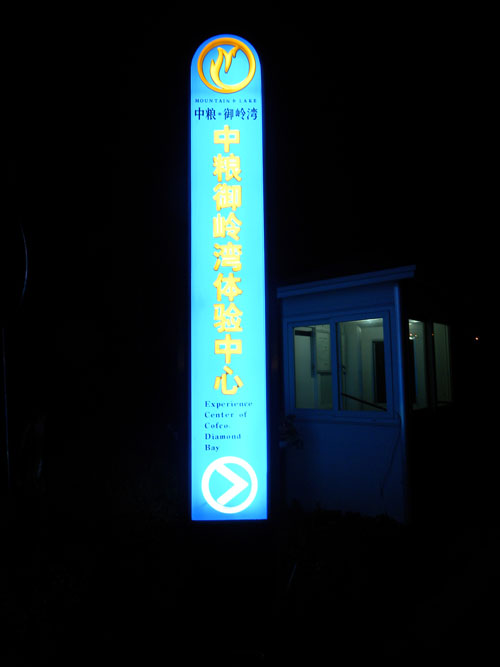 MOUNTAIN & LAKE
中粮·御岭湾
中粮御岭湾体验中心
Experience
Center of
Cofco
Diamond
Bay